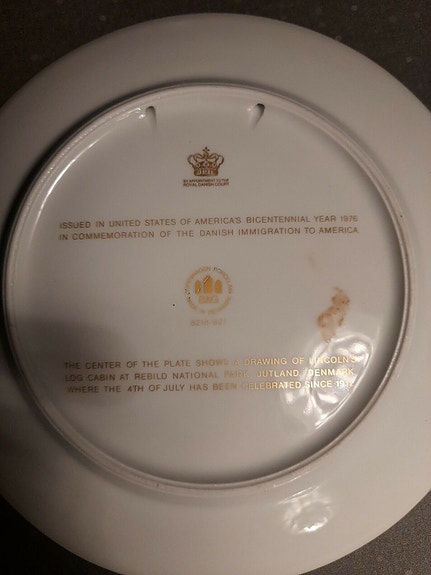 BY APPOINTMENT TO THE
ROYAL DANISH COURT
ISSUED IN UNITED STATES OF AMERICA'S BICENTENNIAL YEAR 1976
IN COMMEMORATION OF THE DANISH IMMIGRATION TO AMERICA
COPENHAGEN PORCELAIN
B&G
MADE IN DENMARK
THE CENTER OF THE PLATE SHOWS A DRAWING OF LINCOLN'S
LOG CABIN AT REBILD NATIONAL PARK, JUTLAND, DENMARK
WHERE THE 4TH OF JULY HAS BEEN CELEBRATED SINCE